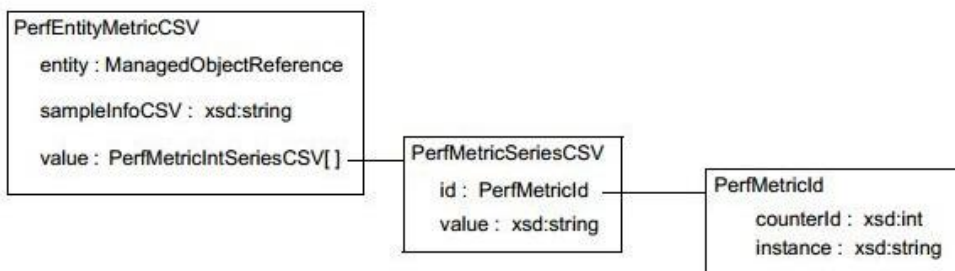 PerfEntityMetricCSV
entity : ManagedObjectReference
sampleInfoCSV : xsd:string
value : PerfMetricIntSeriesCSV[ ]
PerfMetricSeriesCSV
id : PerfMetricId
value : xsd:string
PerfMetricId
counterId : xsd:int
instance : xsd:string